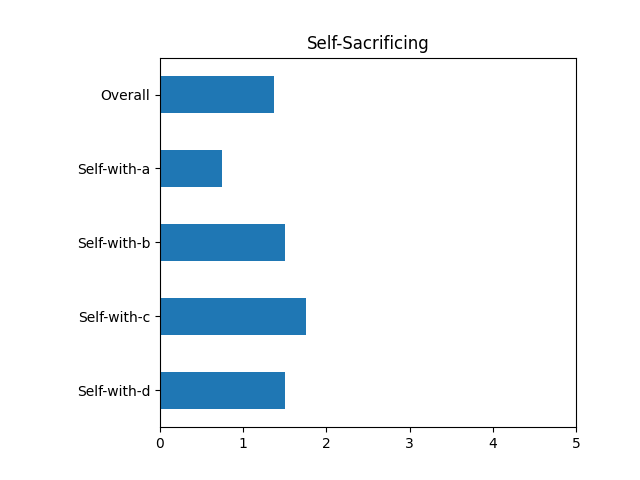 Self-Sacrificing
Overall
Self-with-a
Self-with-b
Self-with-c
Self-with-d
0 1 2 3 4 5